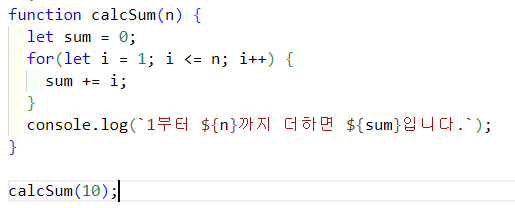 function calcSum(n) {
  let sum = 0;
  for(let i = 1; i <= n; i++) {
    sum += i;
  }
  console.log(`1부터 ${n}까지 더하면 ${sum}입니다.`);
}
calcSum(10);